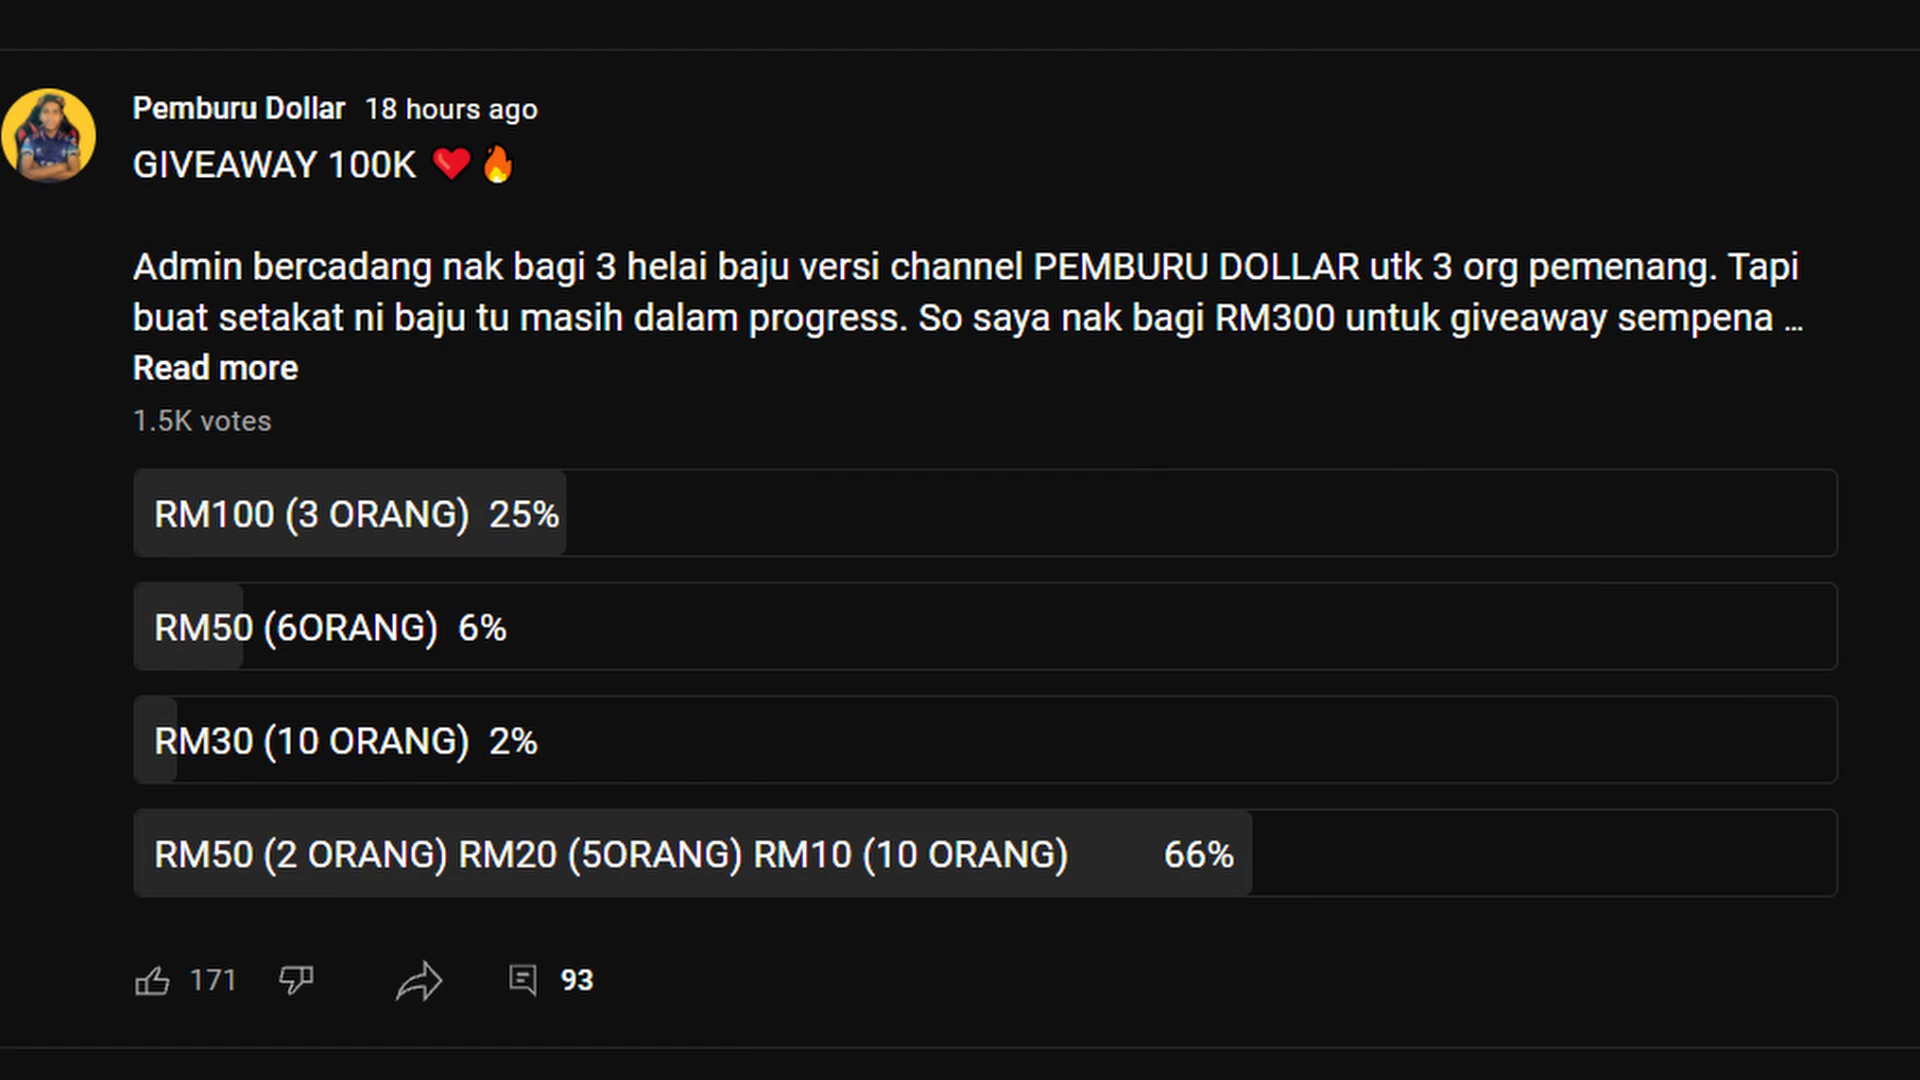 Pemburu Dollar 18 hours ago
GIVEAWAY 100K ❤️🔥
Admin bercadang nak bagi 3 helai baju versi channel PEMBURU DOLLAR utk 3 org pemenang. Tapi
buat setakat ni baju tu masih dalam progress. So saya nak bagi RM300 untuk giveaway sempena ...
Read more
1.5K votes
RM100 (3 ORANG) 25%
RM50 (6ORANG) 6%
RM30 (10 ORANG) 2%
RM50 (2 ORANG) RM20 (5ORANG) RM10 (10 ORANG) 66%
171 93